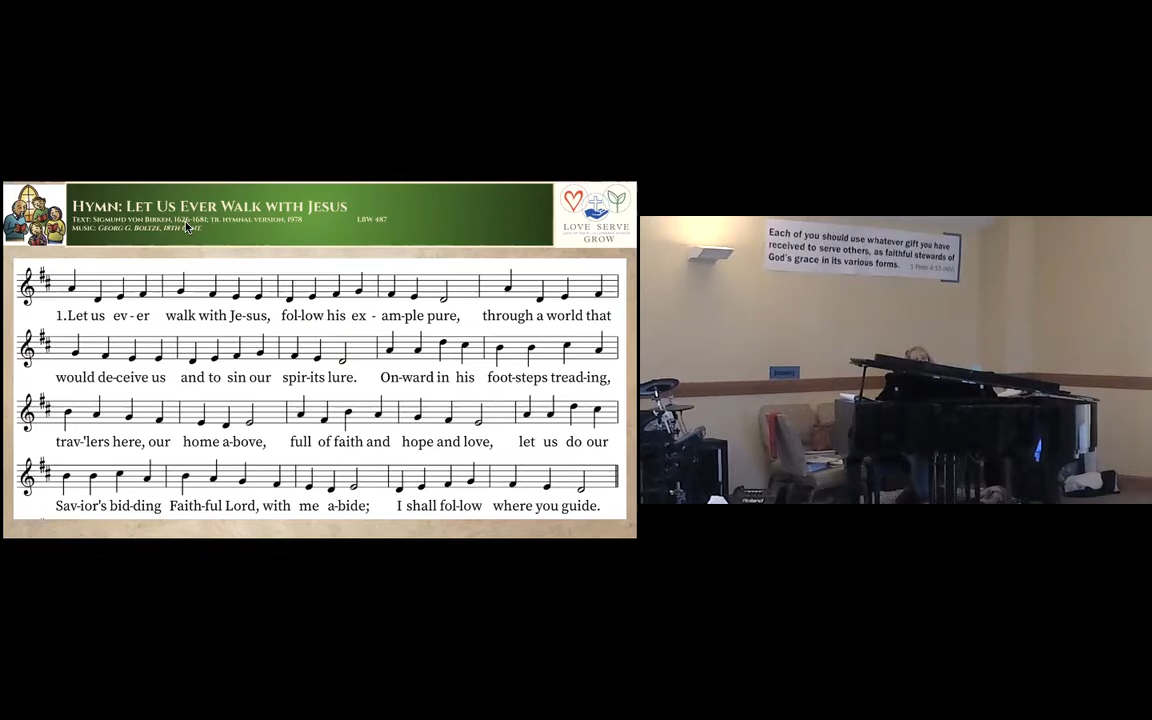 Hymn: Let Us Ever Walk with Jesus
Text: Sigmund von Birken, 1626-1681; tr. hymnal version, 1978 LBW 487
Music: Georg G. Boltze, 18th
LOVE SERVE
GROW
1.Let us ev-er walk with Je-sus, fol-low his ex - am-ple pure, through a world that
would de-ceive us and to sin our spir-its lure. On-ward in his foot-steps tread-ing,
trav-'lers here, our home a-bove, full of faith and hope and love, let us do our
Sav-ior's bid-ding Faith-ful Lord, with me a-bide; I shall fol-low where you guide.
Each of you should use whatever gift you have
received to serve others, as faithful stewards of
God's grace in its various forms. 1 Peter 4:10 (NIV)